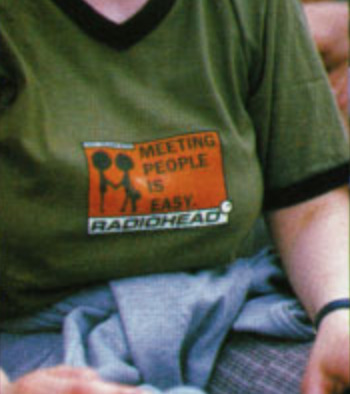 MEETING
PEOPLE
IS
EASY.
RADIOHEAD